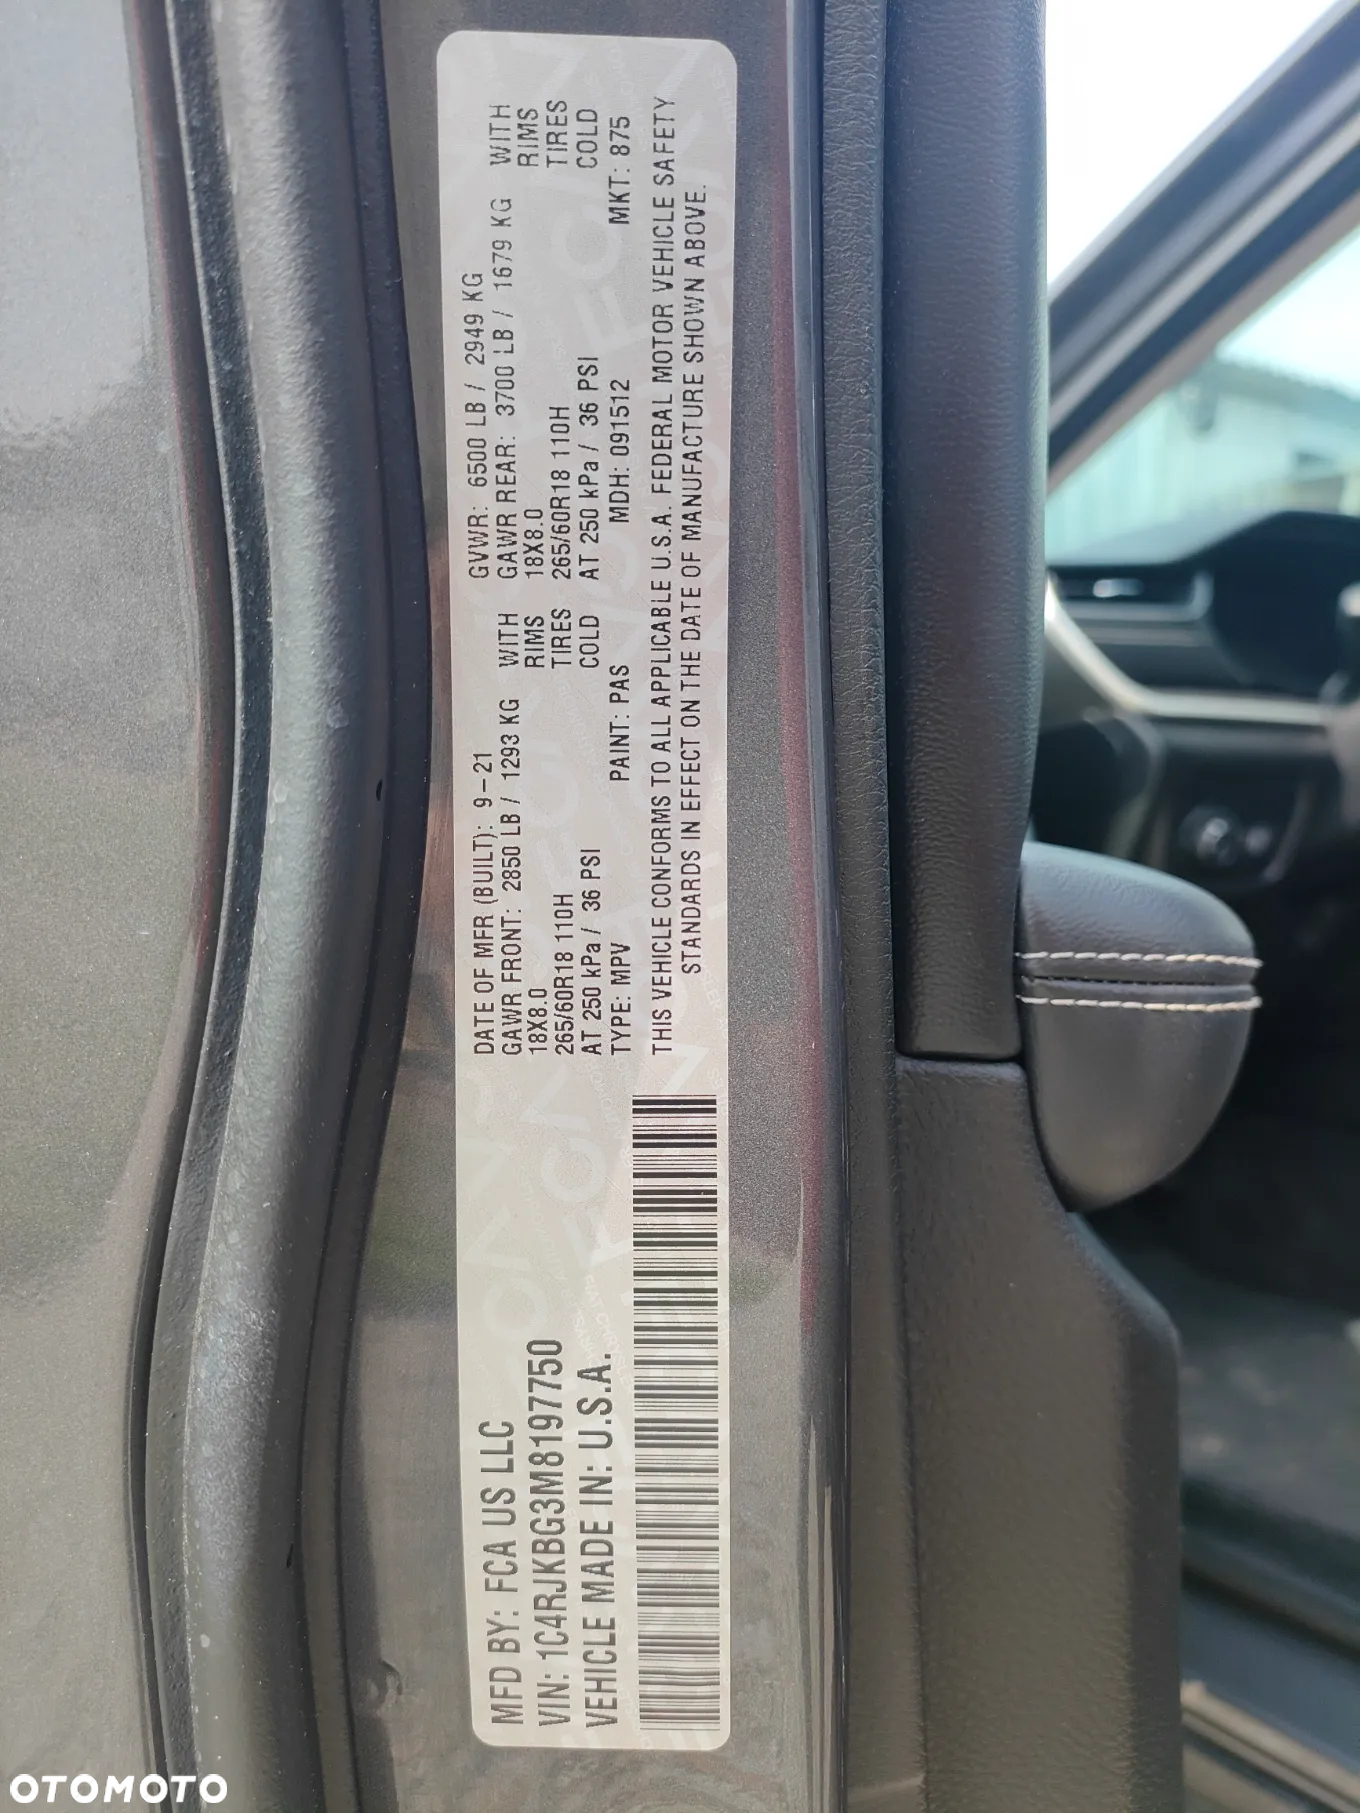 MFD BY: FCA US LLC
VIN: 1C4RJKBG3M8197750
VEHICLE MADE IN: U.S.A.
DATE OF MFR (BUILT): 9-21 GVWR: 6500 LB / 2949 KG
GAWR FRONT: 2850 LB / 1293 KG WITH GAWR REAR: 3700 LB / 1679 KG WITH
18X8.0 RIMS 18X8.0 RIMS
265/60R18 110H TIRES 265/60R18 110H TIRES
AT 250 kPa / 36 PSI COLD AT 250 kPa / 36 PSI COLD
TYPE: MPV PAINT: PAS MDH: 091512 MKT: 875
THIS VEHICLE CONFORMS TO ALL APPLICABLE U.S.A. FEDERAL MOTOR VEHICLE SAFETY
STANDARDS IN EFFECT ON THE DATE OF MANUFACTURE SHOWN ABOVE.
OTOMOTO